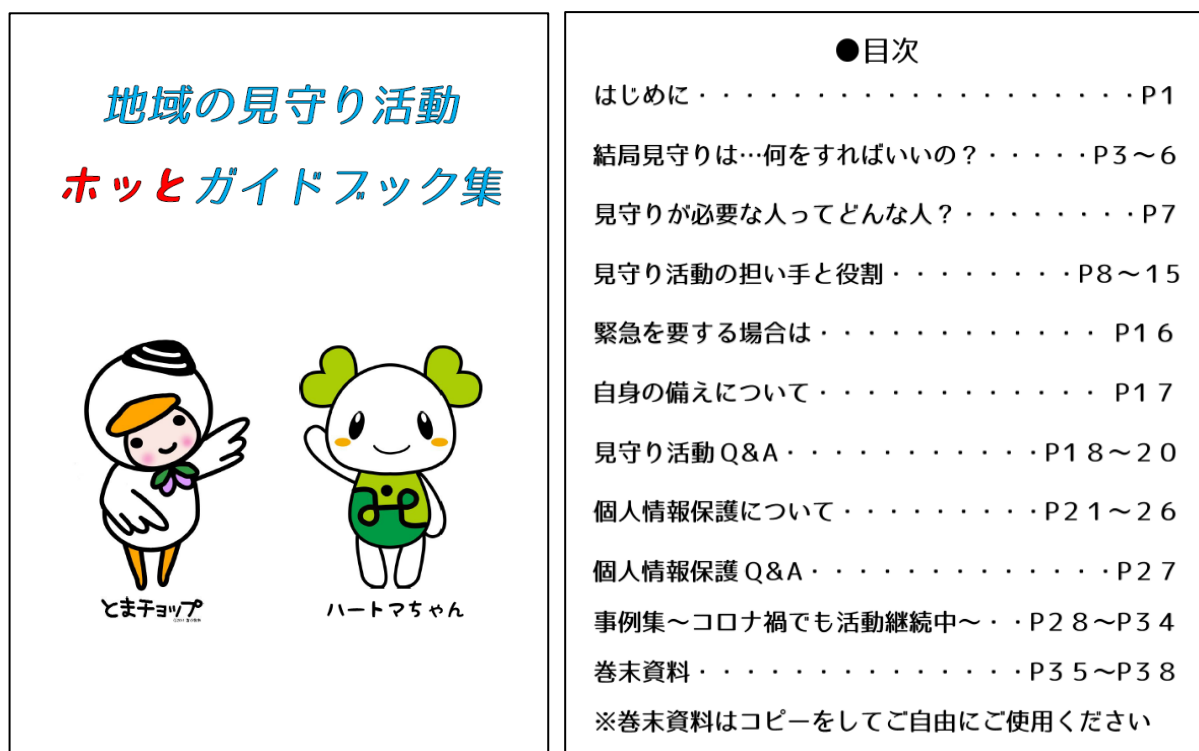 地域の見守り活動
ホッとガイドブック集
とまチョップ
ハートマちゃん
●目次
はじめに・・・・・・・・・・・・・・・・・・・P1
結局見守りは…何をすればいいの？・・・・・P3～6
見守りが必要な人ってどんな人？・・・・・・・・P7
見守り活動の担い手と役割・・・・・・・・P8～15
緊急を要する場合は・・・・・・・・・・・・・ P16
自身の備えについて・・・・・・・・・・・・・ P17
見守り活動Q&A・・・・・・・・・・・P18～20
個人情報保護について・・・・・・・・・P21～26
個人情報保護Q&A・・・・・・・・・・・・・P27
事例集～コロナ禍でも活動継続中～・・P28～P34
巻末資料・・・・・・・・・・・・・・P35～P38
※巻末資料はコピーをしてご自由にご使用ください